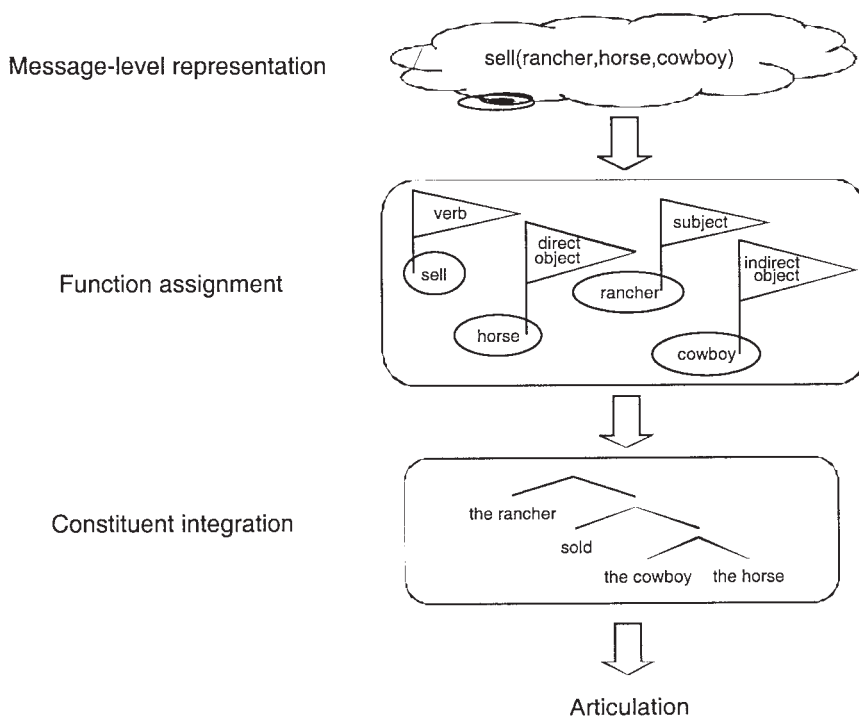 Message-level representation
sell(rancher,horse,cowboy)
Function assignment
verb
sell
direct
object
horse
subject
rancher
indirect
object
cowboy
Constituent integration
the rancher
sold
the cowboy the horse
Articulation